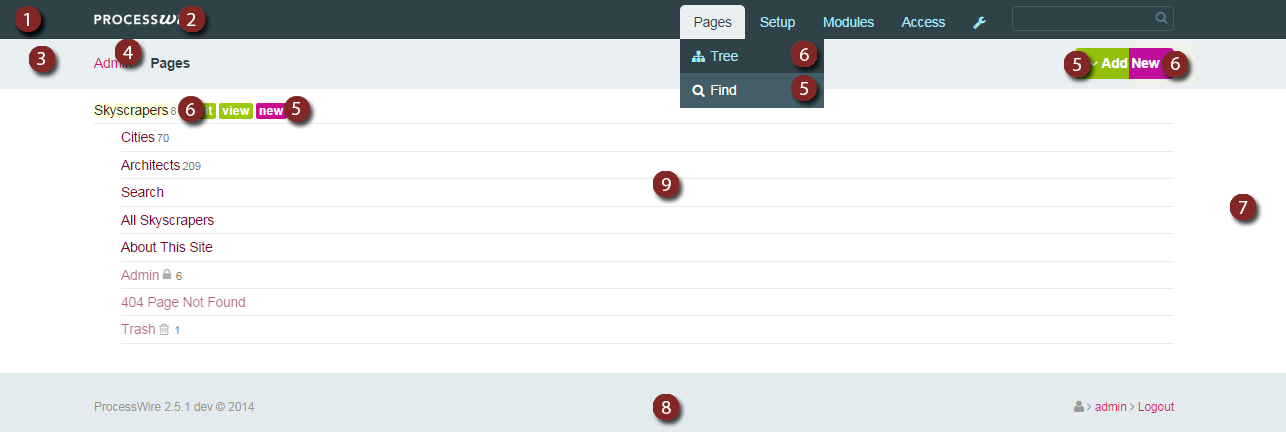 1 PROCESSW 2 Pages Setup Modules Access
3 Admin 4 Pages Tree 6 5 Add New 6
Find 5
Skyscrapers 8 6 it view new 5
Cities 70
Architects 209
9
Search
7
All Skyscrapers
About This Site
Admin 6
404 Page Not Found
Trash 1
ProcessWire 2.5.1 dev © 2014 8 > admin > Logout